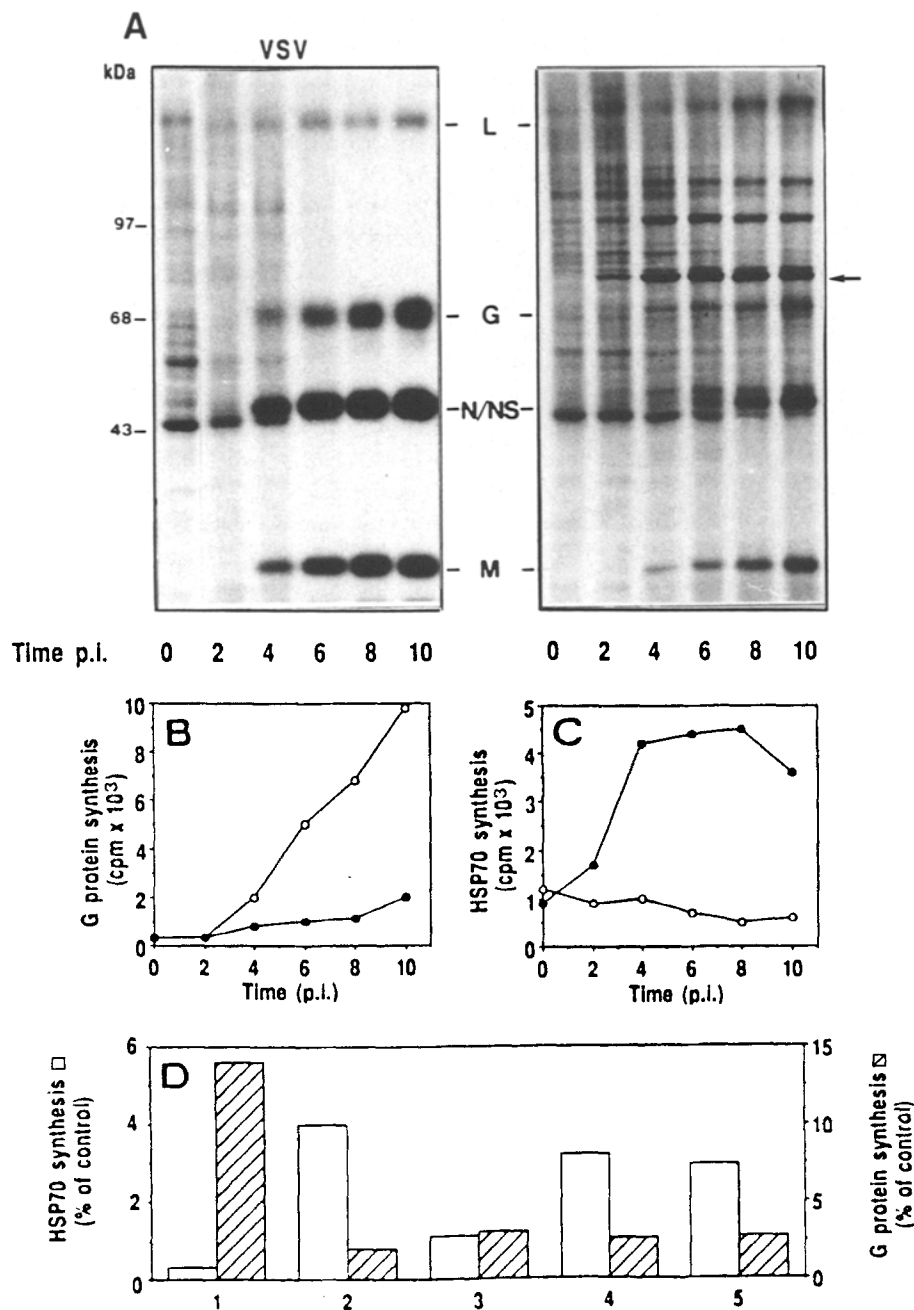 A
VSV
kDa
L
97–
68– G
N/NS
43–
M
Time p.i. 0 2 4 6 8 10 0 2 4 6 8 10
B
G protein synthesis
(cpm x 10³)
10
8
6
4
2
0
0 2 4 6 8 10
Time (p.i.)
C
HSP70 synthesis
(cpm x 10³)
5
4
3
2
1
0
0 2 4 6 8 10
Time (p.i.)
D
HSP70 synthesis □
(% of control)
6
4
2
0
15
10
5
0
G protein synthesis ▨
(% of control)
1 2 3 4 5